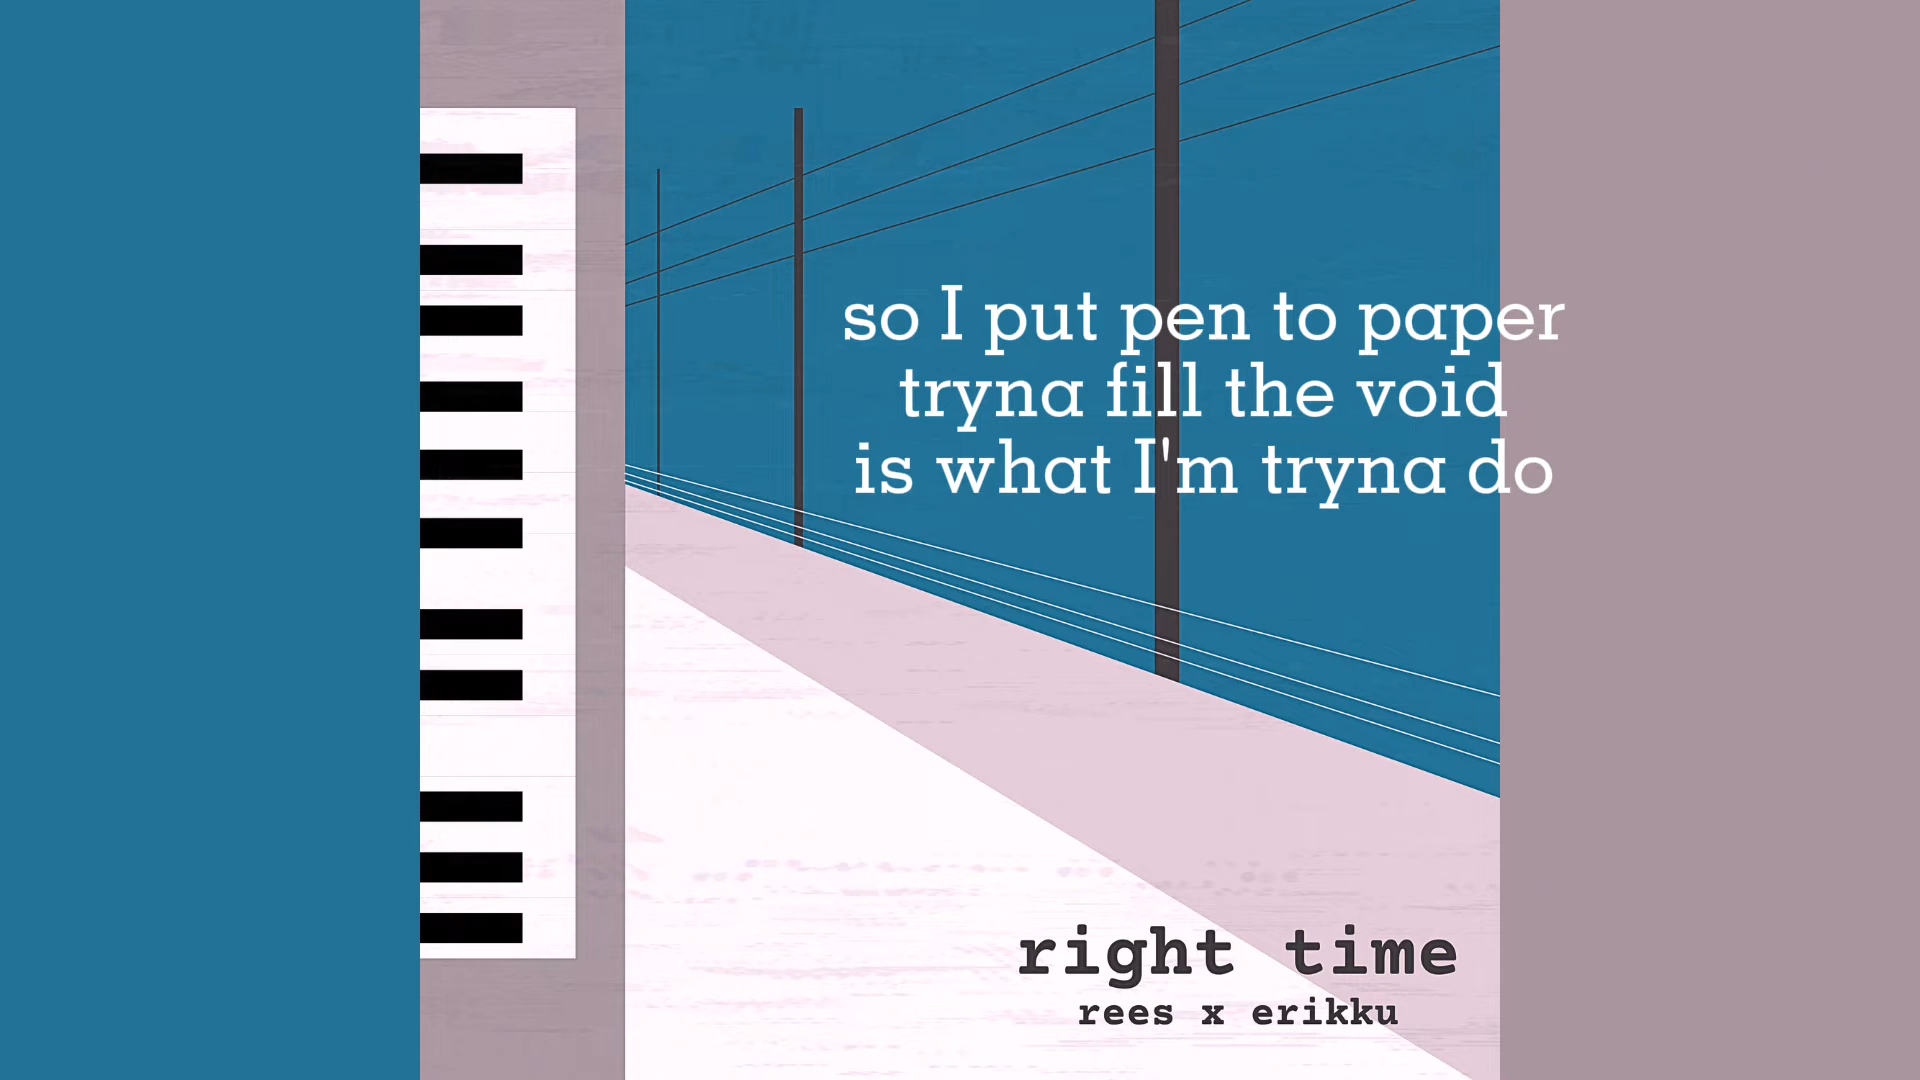 so I put pen to paper
tryna fill the void
is what I'm tryna do
right time
rees x erikku